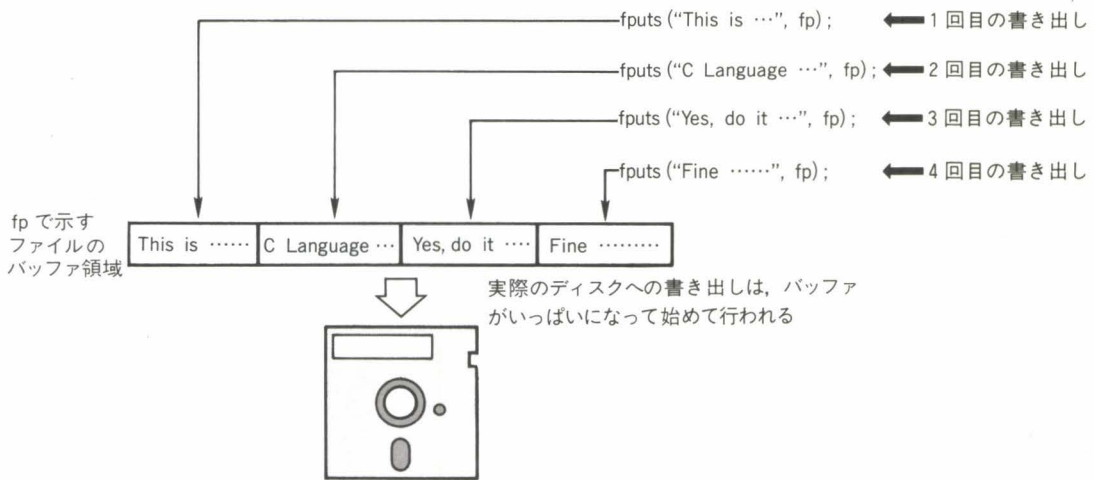 fputs(“This is …”, fp); ← 1回目の書き出し
fputs(“C Language …”, fp); ← 2回目の書き出し
fputs(“Yes, do it …”, fp); ← 3回目の書き出し
fputs(“Fine ……”, fp); ← 4回目の書き出し
fp で示す
ファイルの
バッファ領域
This is …… C Language … Yes, do it …. Fine ………
実際のディスクへの書き出しは，バッファ
がいっぱいになって始めて行われる